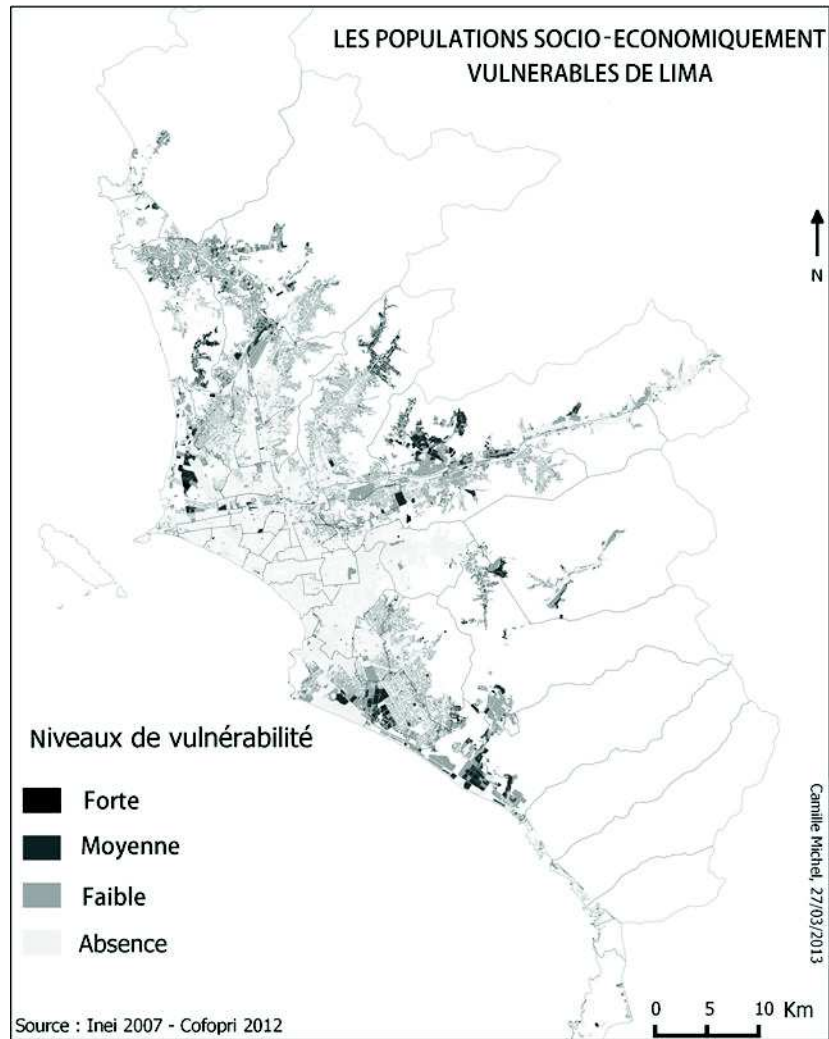 LES POPULATIONS SOCIO-ECONOMIQUEMENT
VULNERABLES DE LIMA
N
Niveaux de vulnérabilité
Forte
Moyenne
Faible
Absence
Camille Michel, 27/03/2013
0 5 10 Km
Source : Inei 2007 - Cofopri 2012